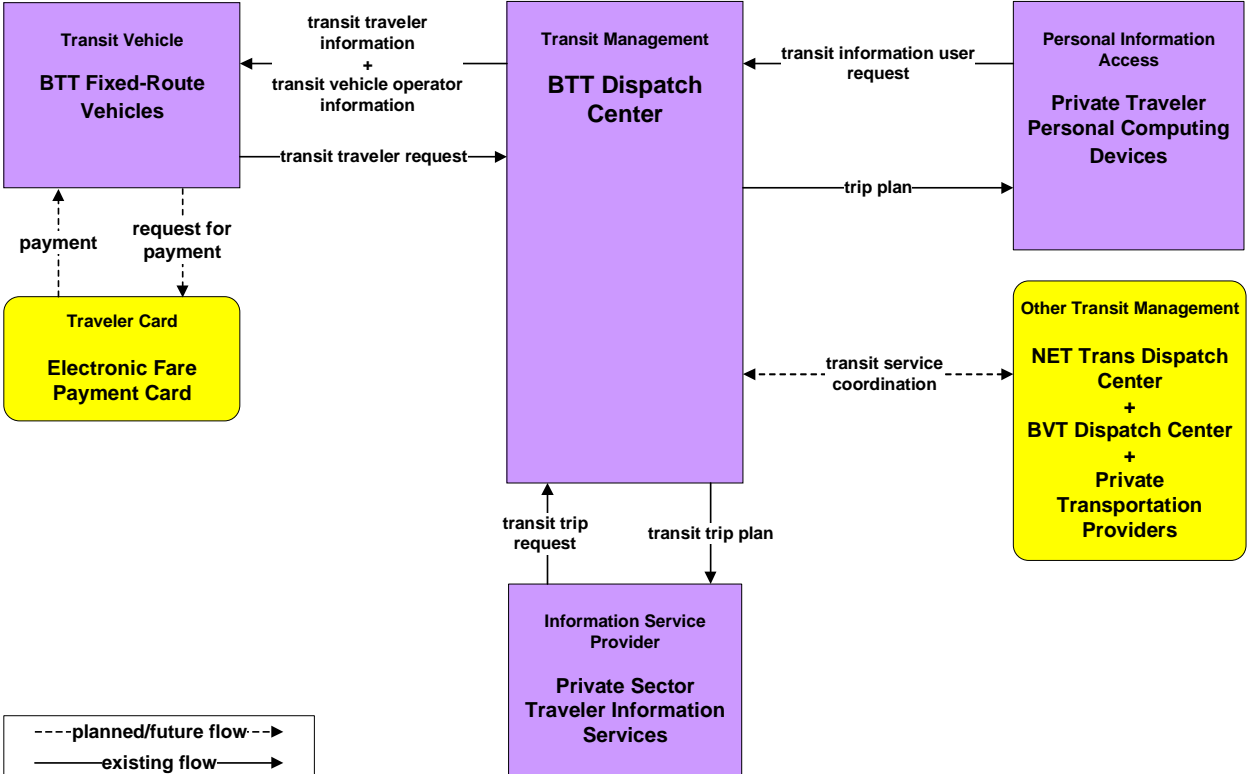 Transit Vehicle
BTT Fixed-Route
Vehicles
transit traveler
information
+
transit vehicle operator
information
Transit Management
BTT Dispatch
Center
transit information user
request
Personal Information
Access
Private Traveler
Personal Computing
Devices
transit traveler request
trip plan
payment
request for
payment
Traveler Card
Electronic Fare
Payment Card
transit service
coordination
Other Transit Management
NET Trans Dispatch
Center
+
BVT Dispatch Center
+
Private
Transportation
Providers
transit trip
request
transit trip plan
Information Service
Provider
Private Sector
Traveler Information
Services
planned/future flow
existing flow